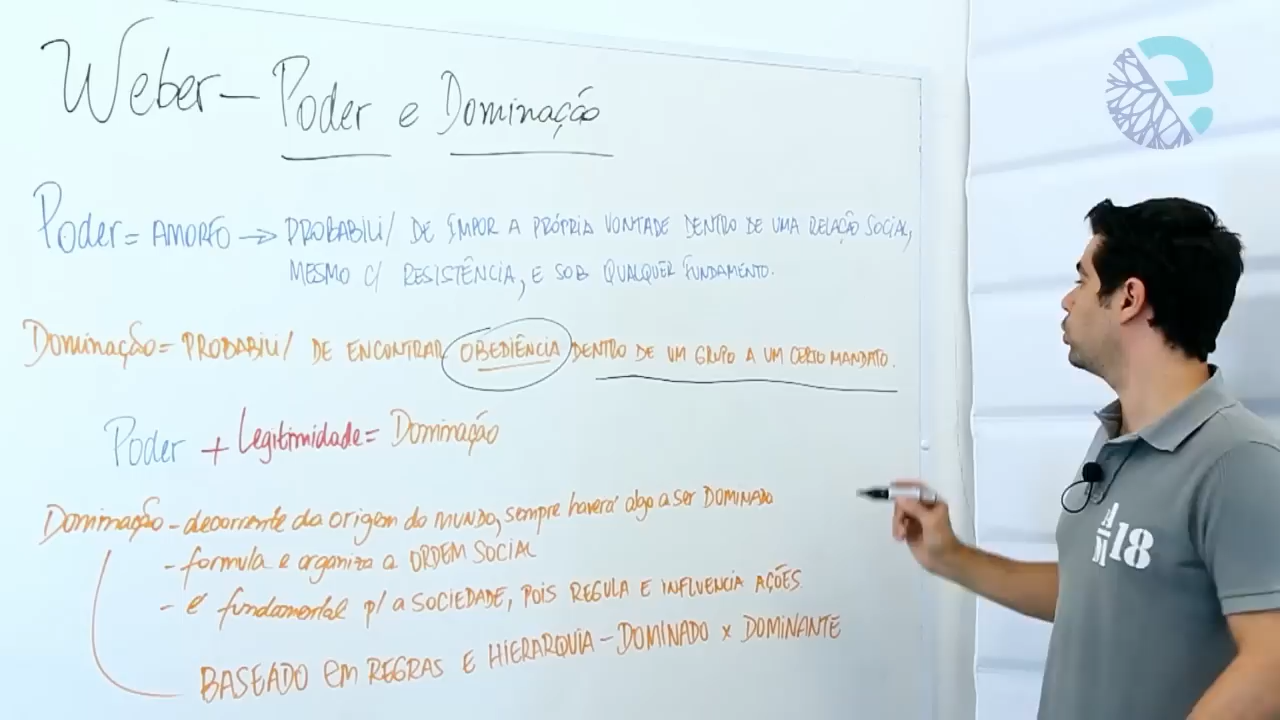 Weber – Poder e Dominação
Poder = AMORFO → PROBABILI/ DE IMPOR A PRÓPRIA VONTADE DENTRO DE UMA RELAÇÃO SOCIAL,
MESMO C/ RESISTÊNCIA, E SOB QUALQUER FUNDAMENTO.
Dominação = PROBABILI/ DE ENCONTRAR OBEDIÊNCIA DENTRO DE UM GRUPO A UM CERTO MANDATO.
Poder + Legitimidade = Dominação
Dominação – decorrente da origem do MUNDO, sempre haverá algo a ser DOMINADO
- formula e organiza a ORDEM SOCIAL
- é fundamental p/ a SOCIEDADE, POIS REGULA E INFLUENCIA AÇÕES.
BASEADO EM REGRAS E HIERARQUIA – DOMINADO x DOMINANTE
e.
18